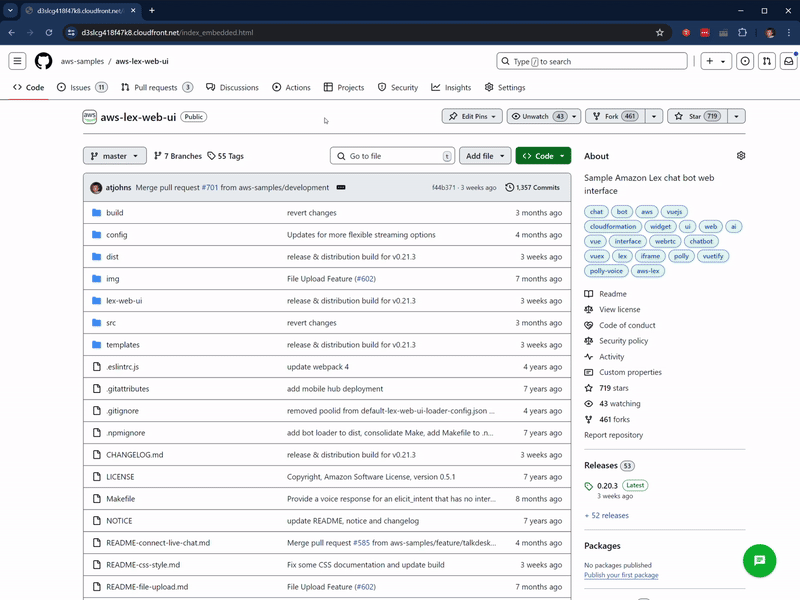 d3slcg418f47k8.cloudfront.net
d3slcg418f47k8.cloudfront.net/index_embedded.html
aws-samples / aws-lex-web-ui
Type / to search
Code
Issues 11
Pull requests 3
Discussions
Actions
Projects
Security
Insights
Settings
aws
aws-lex-web-ui
Public
Edit Pins
Unwatch 43
Fork 461
Star 719
master
7 Branches
55 Tags
Go to file
t
Add file
Code
atjohns Merge pull request #701 from aws-samples/development
f44b371 · 3 weeks ago
1,357 Commits
build revert changes 3 months ago
config Updates for more flexible streaming options 4 months ago
dist release & distribution build for v0.21.3 3 weeks ago
img File Upload Feature (#602) 7 months ago
lex-web-ui release & distribution build for v0.21.3 3 weeks ago
src revert changes 3 months ago
templates release & distribution build for v0.21.3 3 weeks ago
.eslintrc.js update webpack 4 4 years ago
.gitattributes add mobile hub deployment 7 years ago
.gitignore removed poolid from default-lex-web-ui-loader-config.json ... 4 years ago
.npmignore add bot loader to dist, consolidate Make, add Makefile to .n... 7 years ago
CHANGELOG.md release & distribution build for v0.21.3 3 weeks ago
LICENSE Copyright, Amazon Software License, version 0.5.1 7 years ago
Makefile Provide a voice response for an elicit_intent that has no inter... 8 months ago
NOTICE update README, notice and changelog 7 years ago
README-connect-live-chat.md Merge pull request #585 from aws-samples/feature/talkdesk... 4 months ago
README-css-style.md Fix some CSS documentation and update build 3 weeks ago
README-file-upload.md File Upload Feature (#602) 7 months ago
About
Sample Amazon Lex chat bot web
interface
chat bot aws vuejs
cloudformation widget ui web ai
vue interface webrtc chatbot
vuex lex iframe polly vuetify
polly-voice aws-lex
Readme
View license
Code of conduct
Security policy
Activity
Custom properties
719 stars
43 watching
461 forks
Report repository
Releases 53
0.20.3 Latest
3 weeks ago
+ 52 releases
Packages
No packages published
Publish your first package